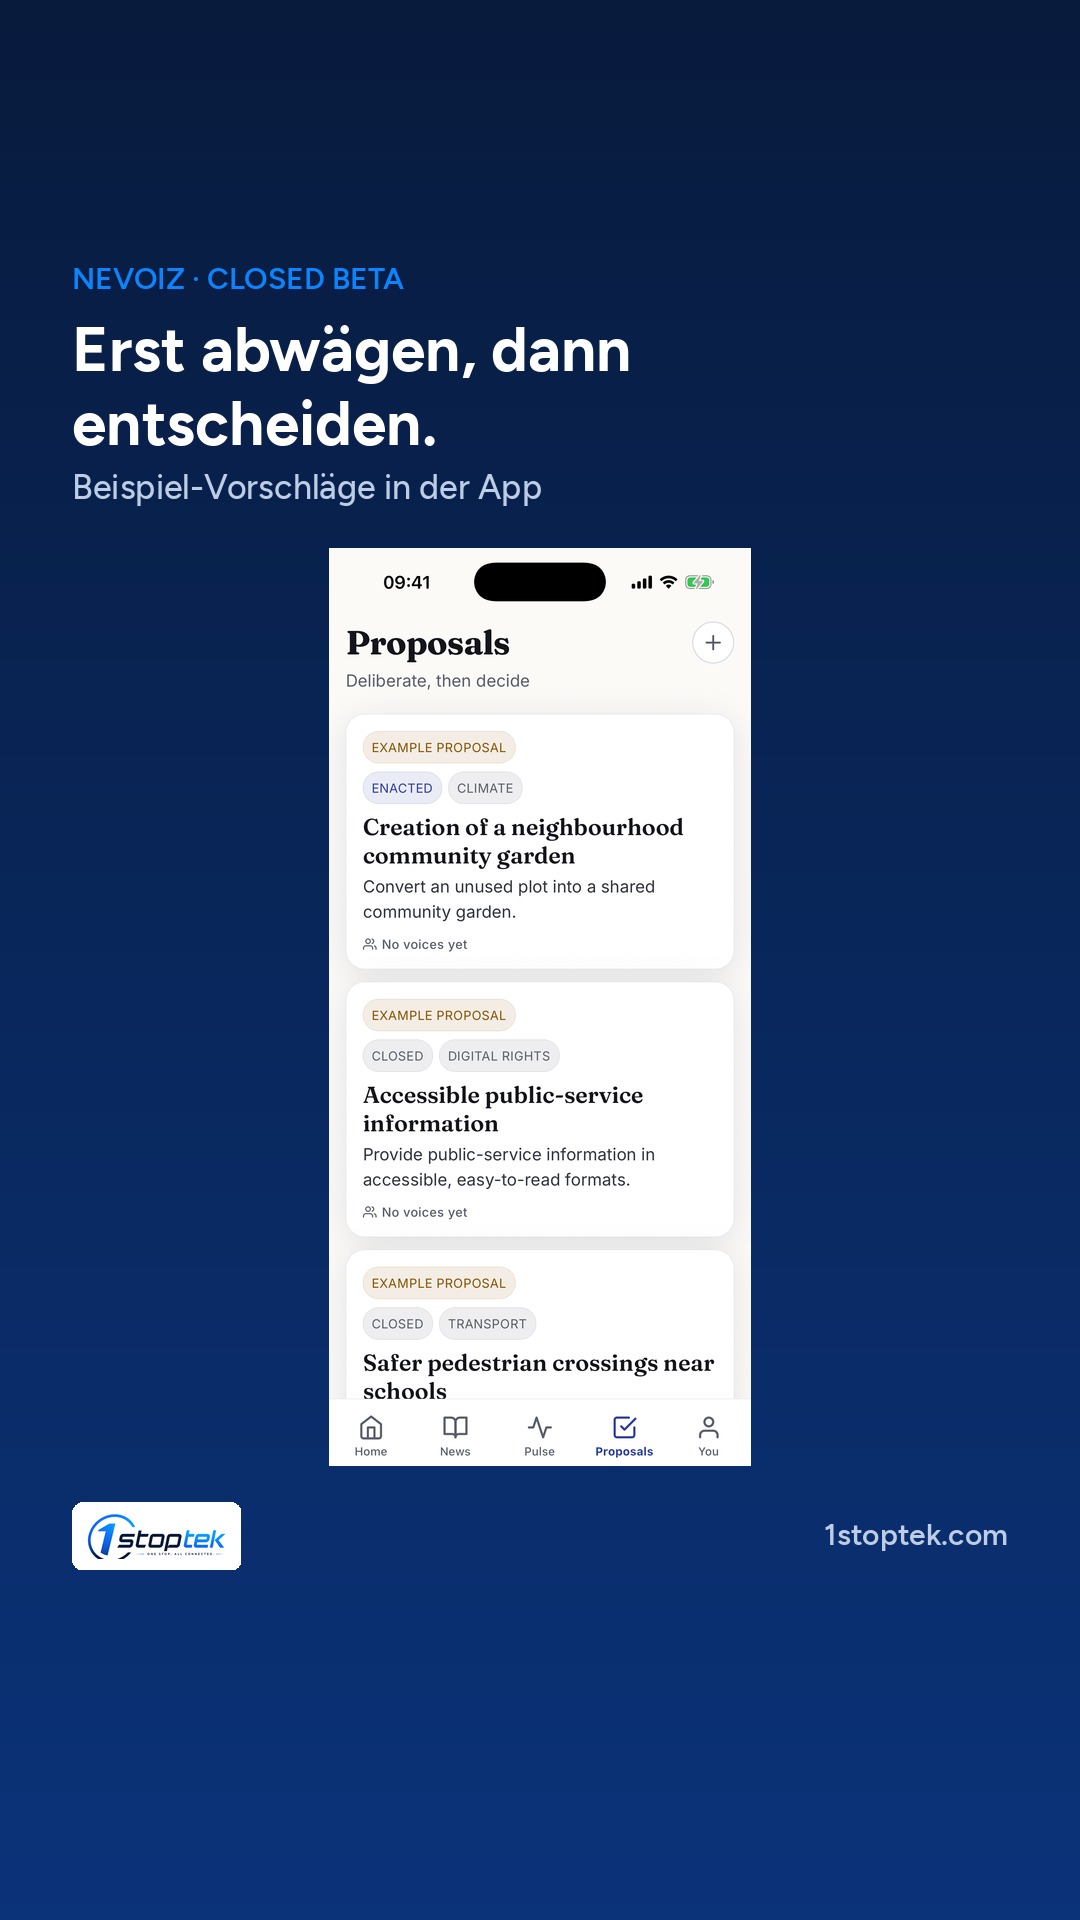 NEVOIZ · CLOSED BETA
Erst abwägen, dann
entscheiden.
Beispiel-Vorschläge in der App
09:41
Proposals
Deliberate, then decide
EXAMPLE PROPOSAL
ENACTED CLIMATE
Creation of a neighbourhood
community garden
Convert an unused plot into a shared
community garden.
No voices yet
EXAMPLE PROPOSAL
CLOSED DIGITAL RIGHTS
Accessible public-service
information
Provide public-service information in
accessible, easy-to-read formats.
No voices yet
EXAMPLE PROPOSAL
CLOSED TRANSPORT
Safer pedestrian crossings near
schools
Home News Pulse Proposals You
1stoptek
ONE STOP. ALL CONNECTED.
1stoptek.com